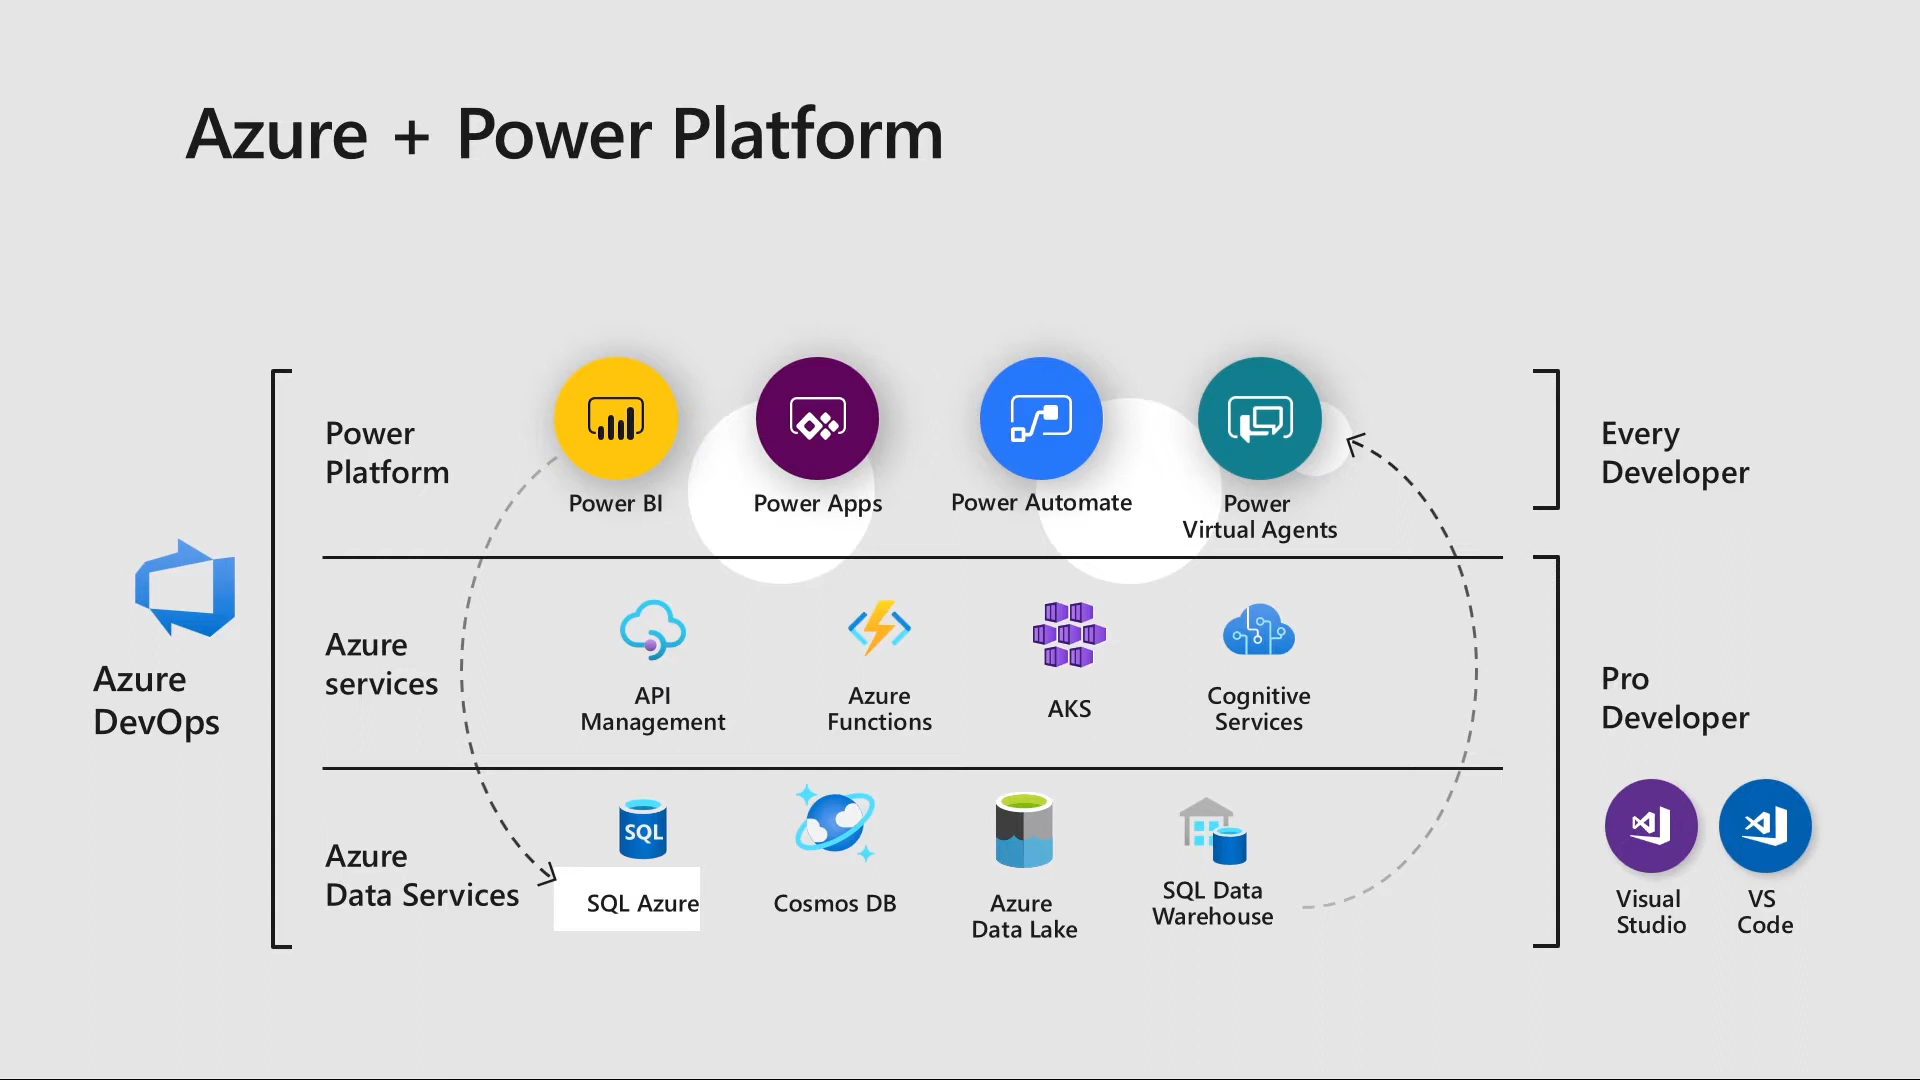 Azure + Power Platform
Power
Platform
Power BI
Power Apps
Power Automate
Power
Virtual Agents
Every
Developer
Azure
DevOps
Azure
services
API
Management
Azure
Functions
AKS
Cognitive
Services
Pro
Developer
Azure
Data Services
SQL
SQL Azure
Cosmos DB
Azure
Data Lake
SQL Data
Warehouse
Visual
Studio
VS
Code